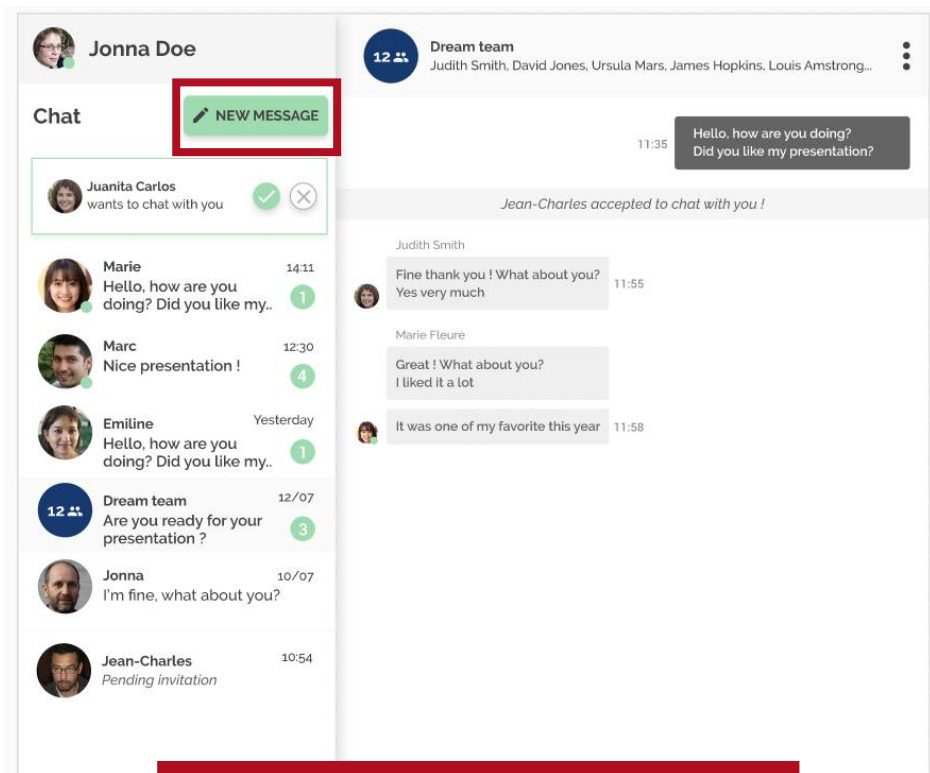 Jonna Doe
Chat
NEW MESSAGE
Juanita Carlos
wants to chat with you
Marie
14:11
Hello, how are you
doing? Did you like my..
1
Marc
12:30
Nice presentation !
4
Emiline
Yesterday
Hello, how are you
doing? Did you like my..
1
12
Dream team
12/07
Are you ready for your
presentation ?
3
Jonna
10/07
I'm fine, what about you?
Jean-Charles
10:54
Pending invitation
12
Dream team
Judith Smith, David Jones, Ursula Mars, James Hopkins, Louis Amstrong...
11:35
Hello, how are you doing?
Did you like my presentation?
Jean-Charles accepted to chat with you !
Judith Smith
Fine thank you ! What about you?
Yes very much
11:55
Marie Fleure
Great ! What about you?
I liked it a lot
It was one of my favorite this year
11:58